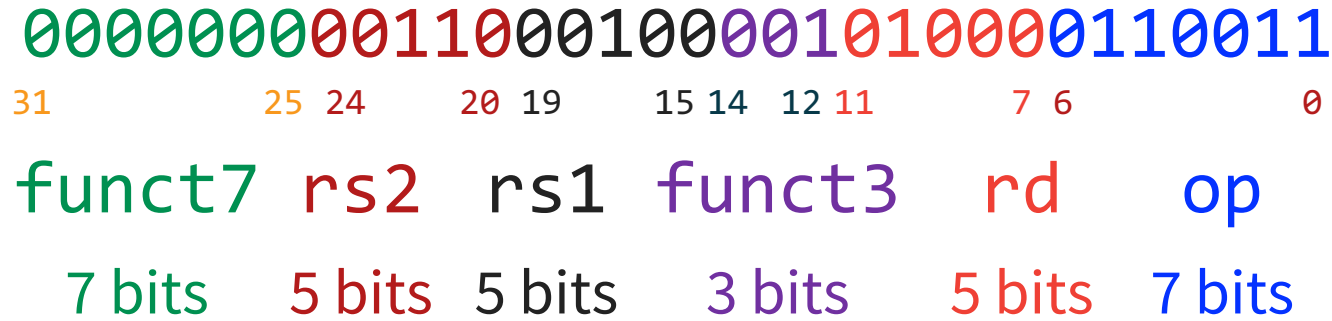 00000000011000100001010000110011
31 25 24 20 19 15 14 12 11 7 6 0
funct7 rs2 rs1 funct3 rd op
7 bits 5 bits 5 bits 3 bits 5 bits 7 bits